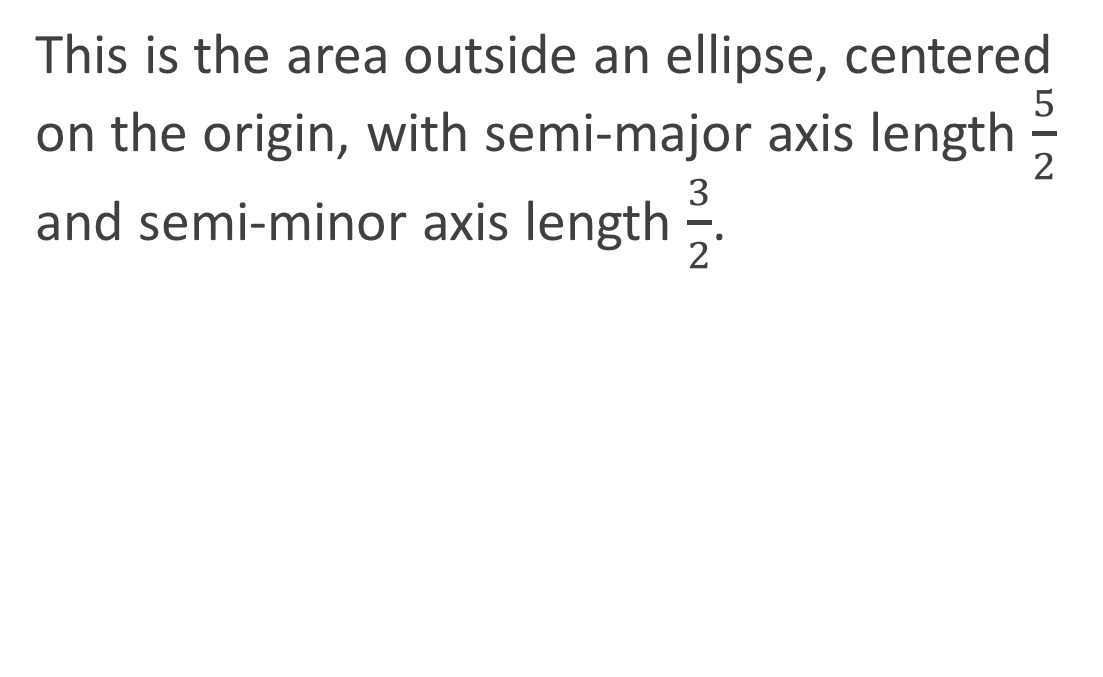 This is the area outside an ellipse, centered
on the origin, with semi-major axis length 5/2
and semi-minor axis length 3/2.